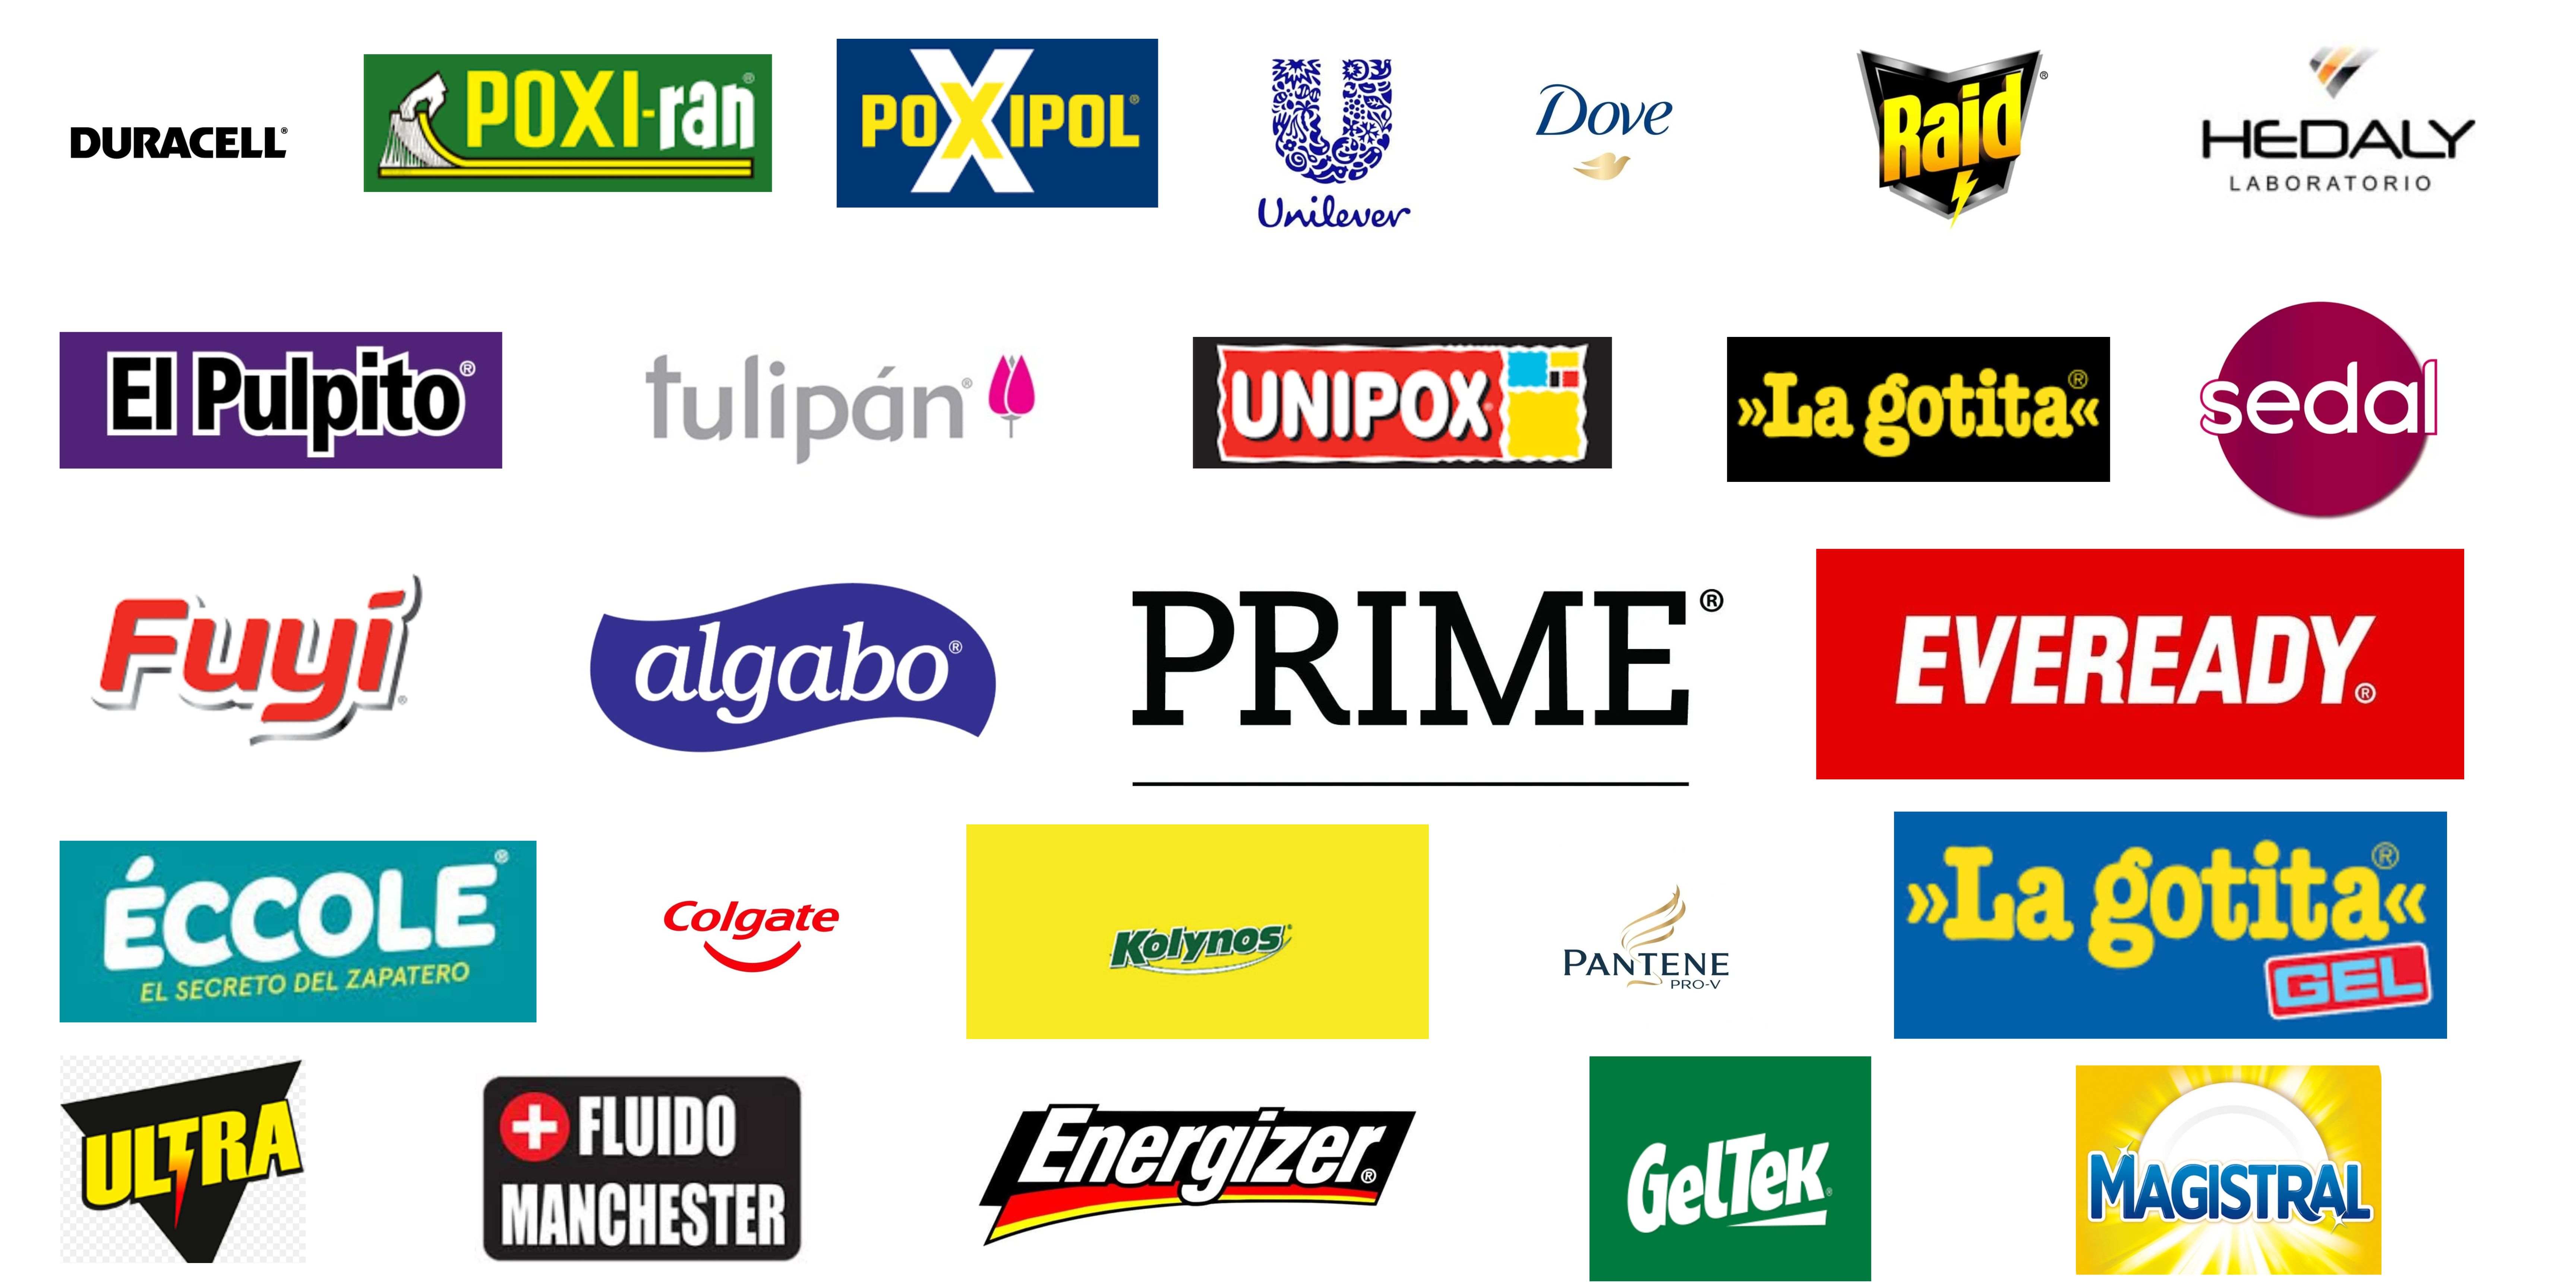 DURACELL®
POXI-ran®
POXIPOL®
Unilever
Dove
Raid®
HEDALY
LABORATORIO
El Pulpito®
tulipán®
UNIPOX
»La gotita«®
sedal
Fuyí®
algabo®
PRIME®
EVEREADY®
ÉCCOLE®
EL SECRETO DEL ZAPATERO
Colgate
Kolynos®
PANTENE
PRO-V
»La gotita«®
GEL
ULTRA
FLUIDO
MANCHESTER
Energizer®
GelTek®
MAGISTRAL